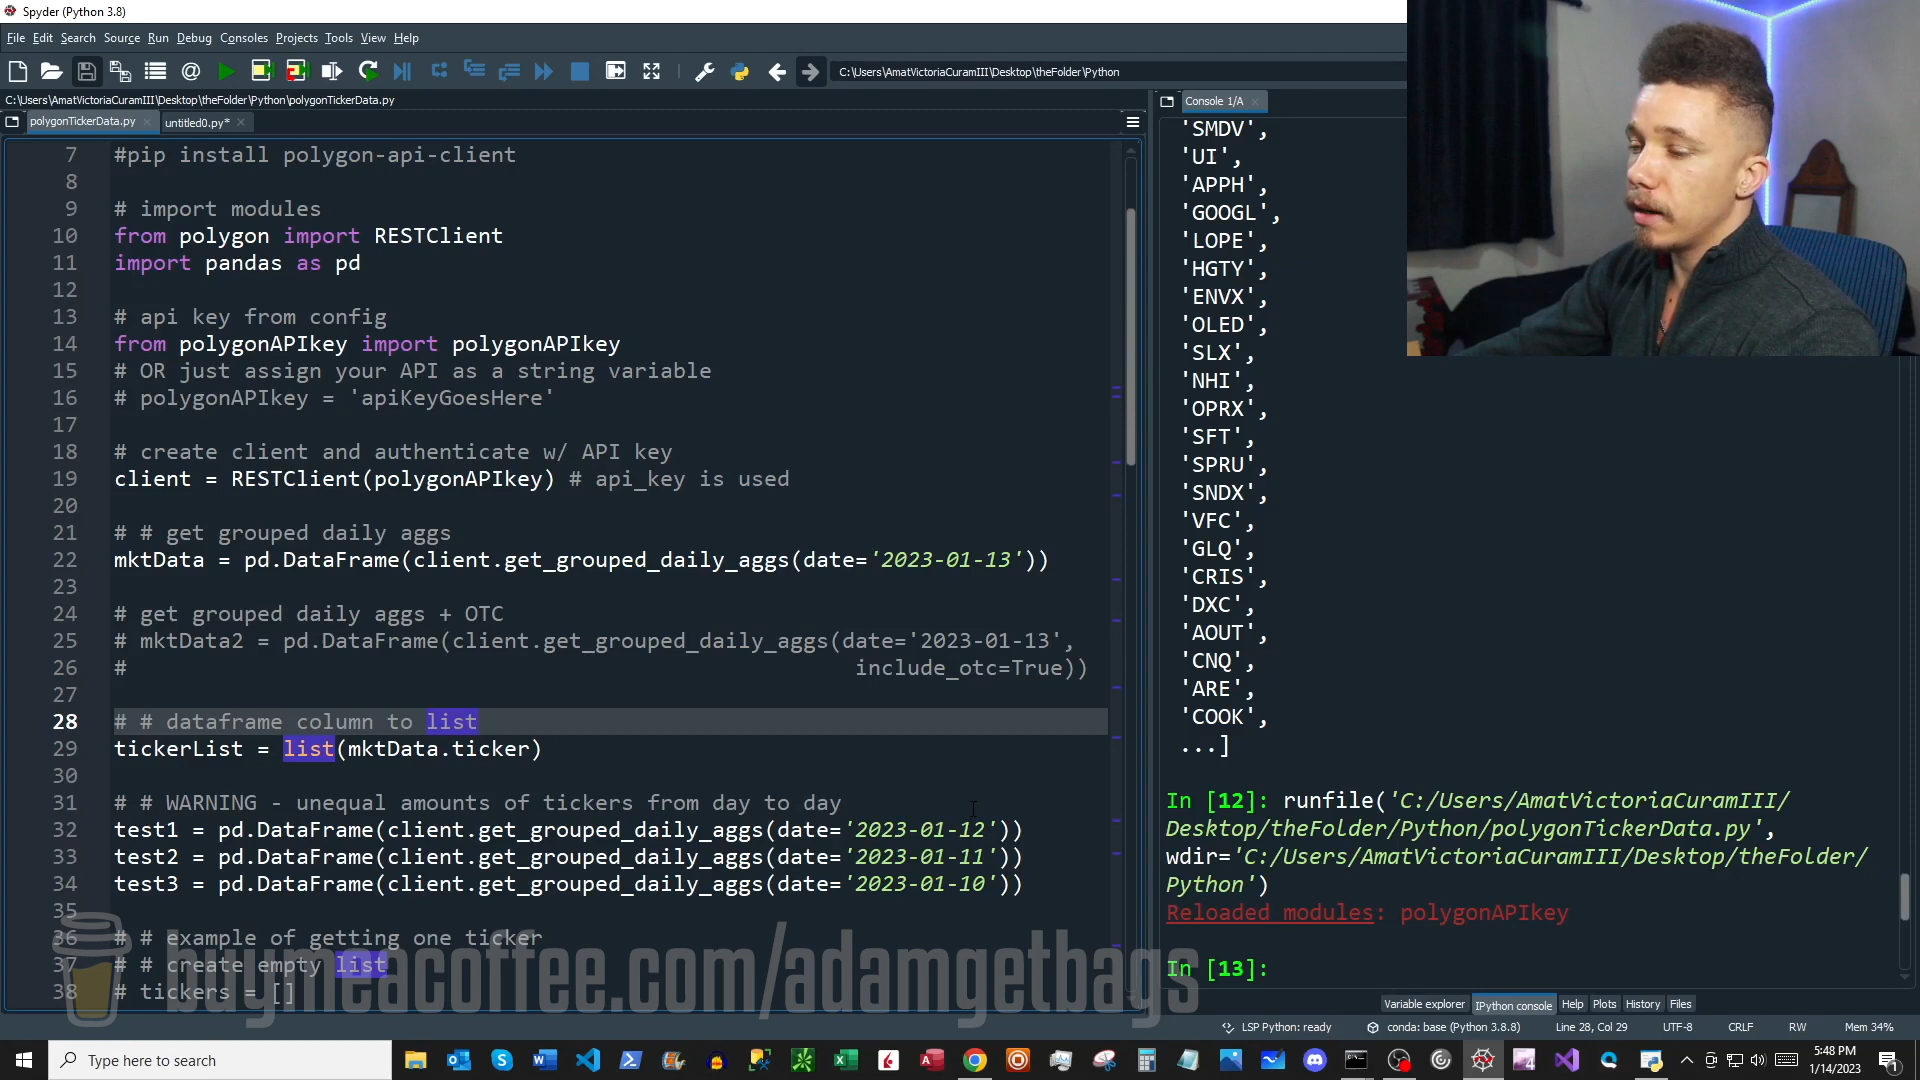 Spyder (Python 3.8)
File Edit Search Source Run Debug Consoles Projects Tools View Help
C:\Users\AmatVictoriaCuramIII\Desktop\theFolder\Python
C:\Users\AmatVictoriaCuramIII\Desktop\theFolder\Python\polygonTickerData.py
polygonTickerData.py
untitled0.py*
7 #pip install polygon-api-client
8
9 # import modules
10 from polygon import RESTClient
11 import pandas as pd
12
13 # api key from config
14 from polygonAPIkey import polygonAPIkey
15 # OR just assign your API as a string variable
16 # polygonAPIkey = 'apiKeyGoesHere'
17
18 # create client and authenticate w/ API key
19 client = RESTClient(polygonAPIkey) # api_key is used
20
21 # # get grouped daily aggs
22 mktData = pd.DataFrame(client.get_grouped_daily_aggs(date='2023-01-13'))
23
24 # get grouped daily aggs + OTC
25 # mktData2 = pd.DataFrame(client.get_grouped_daily_aggs(date='2023-01-13',
26 # include_otc=True))
27
28 # # dataframe column to list
29 tickerList = list(mktData.ticker)
30
31 # # WARNING - unequal amounts of tickers from day to day
32 test1 = pd.DataFrame(client.get_grouped_daily_aggs(date='2023-01-12'))
33 test2 = pd.DataFrame(client.get_grouped_daily_aggs(date='2023-01-11'))
34 test3 = pd.DataFrame(client.get_grouped_daily_aggs(date='2023-01-10'))
35
36 # # example of getting one ticker
37 # # create empty list
38 # tickers = []
buymeacoffee.com/adamgetbags
Console 1/A
'SMDV',
'UI',
'APPH',
'GOOGL',
'LOPE',
'HGTY',
'ENVX',
'OLED',
'SLX',
'NHI',
'OPRX',
'SFT',
'SPRU',
'SNDX',
'VFC',
'GLQ',
'CRIS',
'DXC',
'AOUT',
'CNQ',
'ARE',
'COOK',
...]
In [12]: runfile('C:/Users/AmatVictoriaCuramIII/
Desktop/theFolder/Python/polygonTickerData.py',
wdir='C:/Users/AmatVictoriaCuramIII/Desktop/theFolder/
Python')
Reloaded modules: polygonAPIkey
In [13]:
Variable explorer IPython console Help Plots History Files
LSP Python: ready conda: base (Python 3.8.8) Line 28, Col 29 UTF-8 CRLF RW Mem 34%
Type here to search
5:48 PM
1/14/2023